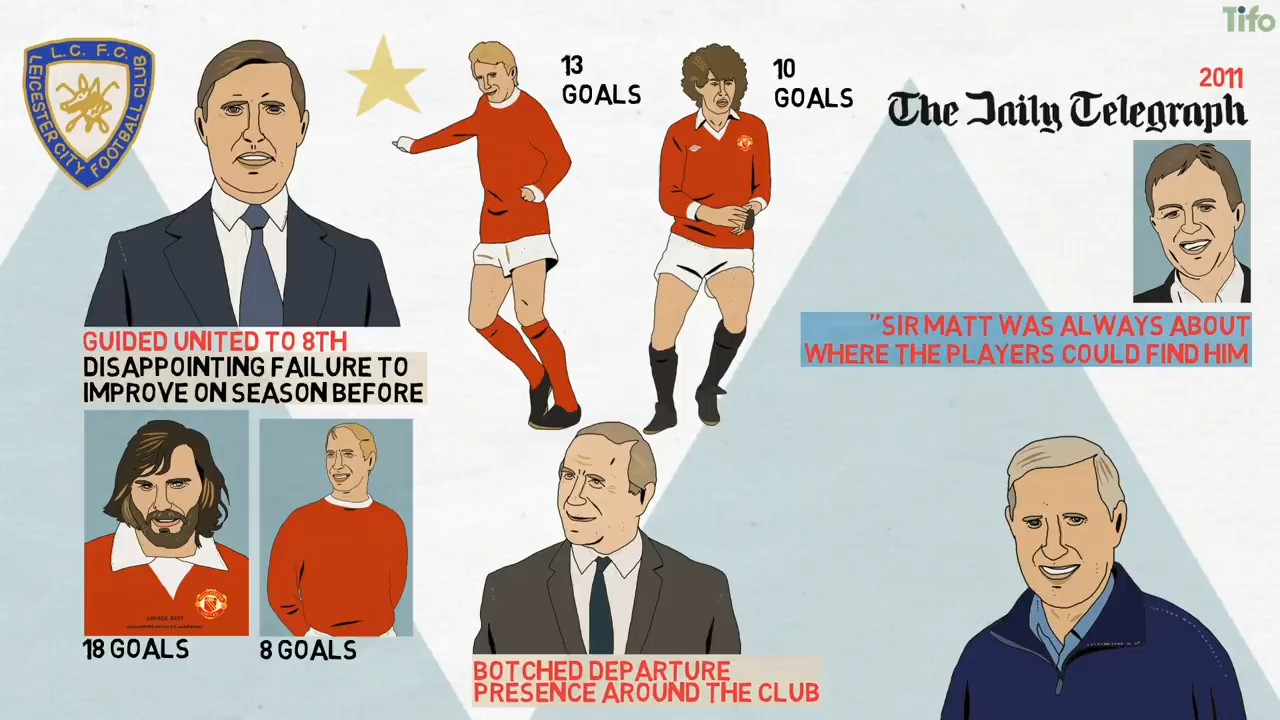 Tifo
L.C. F.C.
LEICESTER CITY FOOTBALL CLUB
13
GOALS
10
GOALS
2011
The Daily Telegraph
GUIDED UNITED TO 8TH
DISAPPOINTING FAILURE TO
IMPROVE ON SEASON BEFORE
"SIR MATT WAS ALWAYS ABOUT
WHERE THE PLAYERS COULD FIND HIM
18 GOALS
8 GOALS
BOTCHED DEPARTURE
PRESENCE AROUND THE CLUB